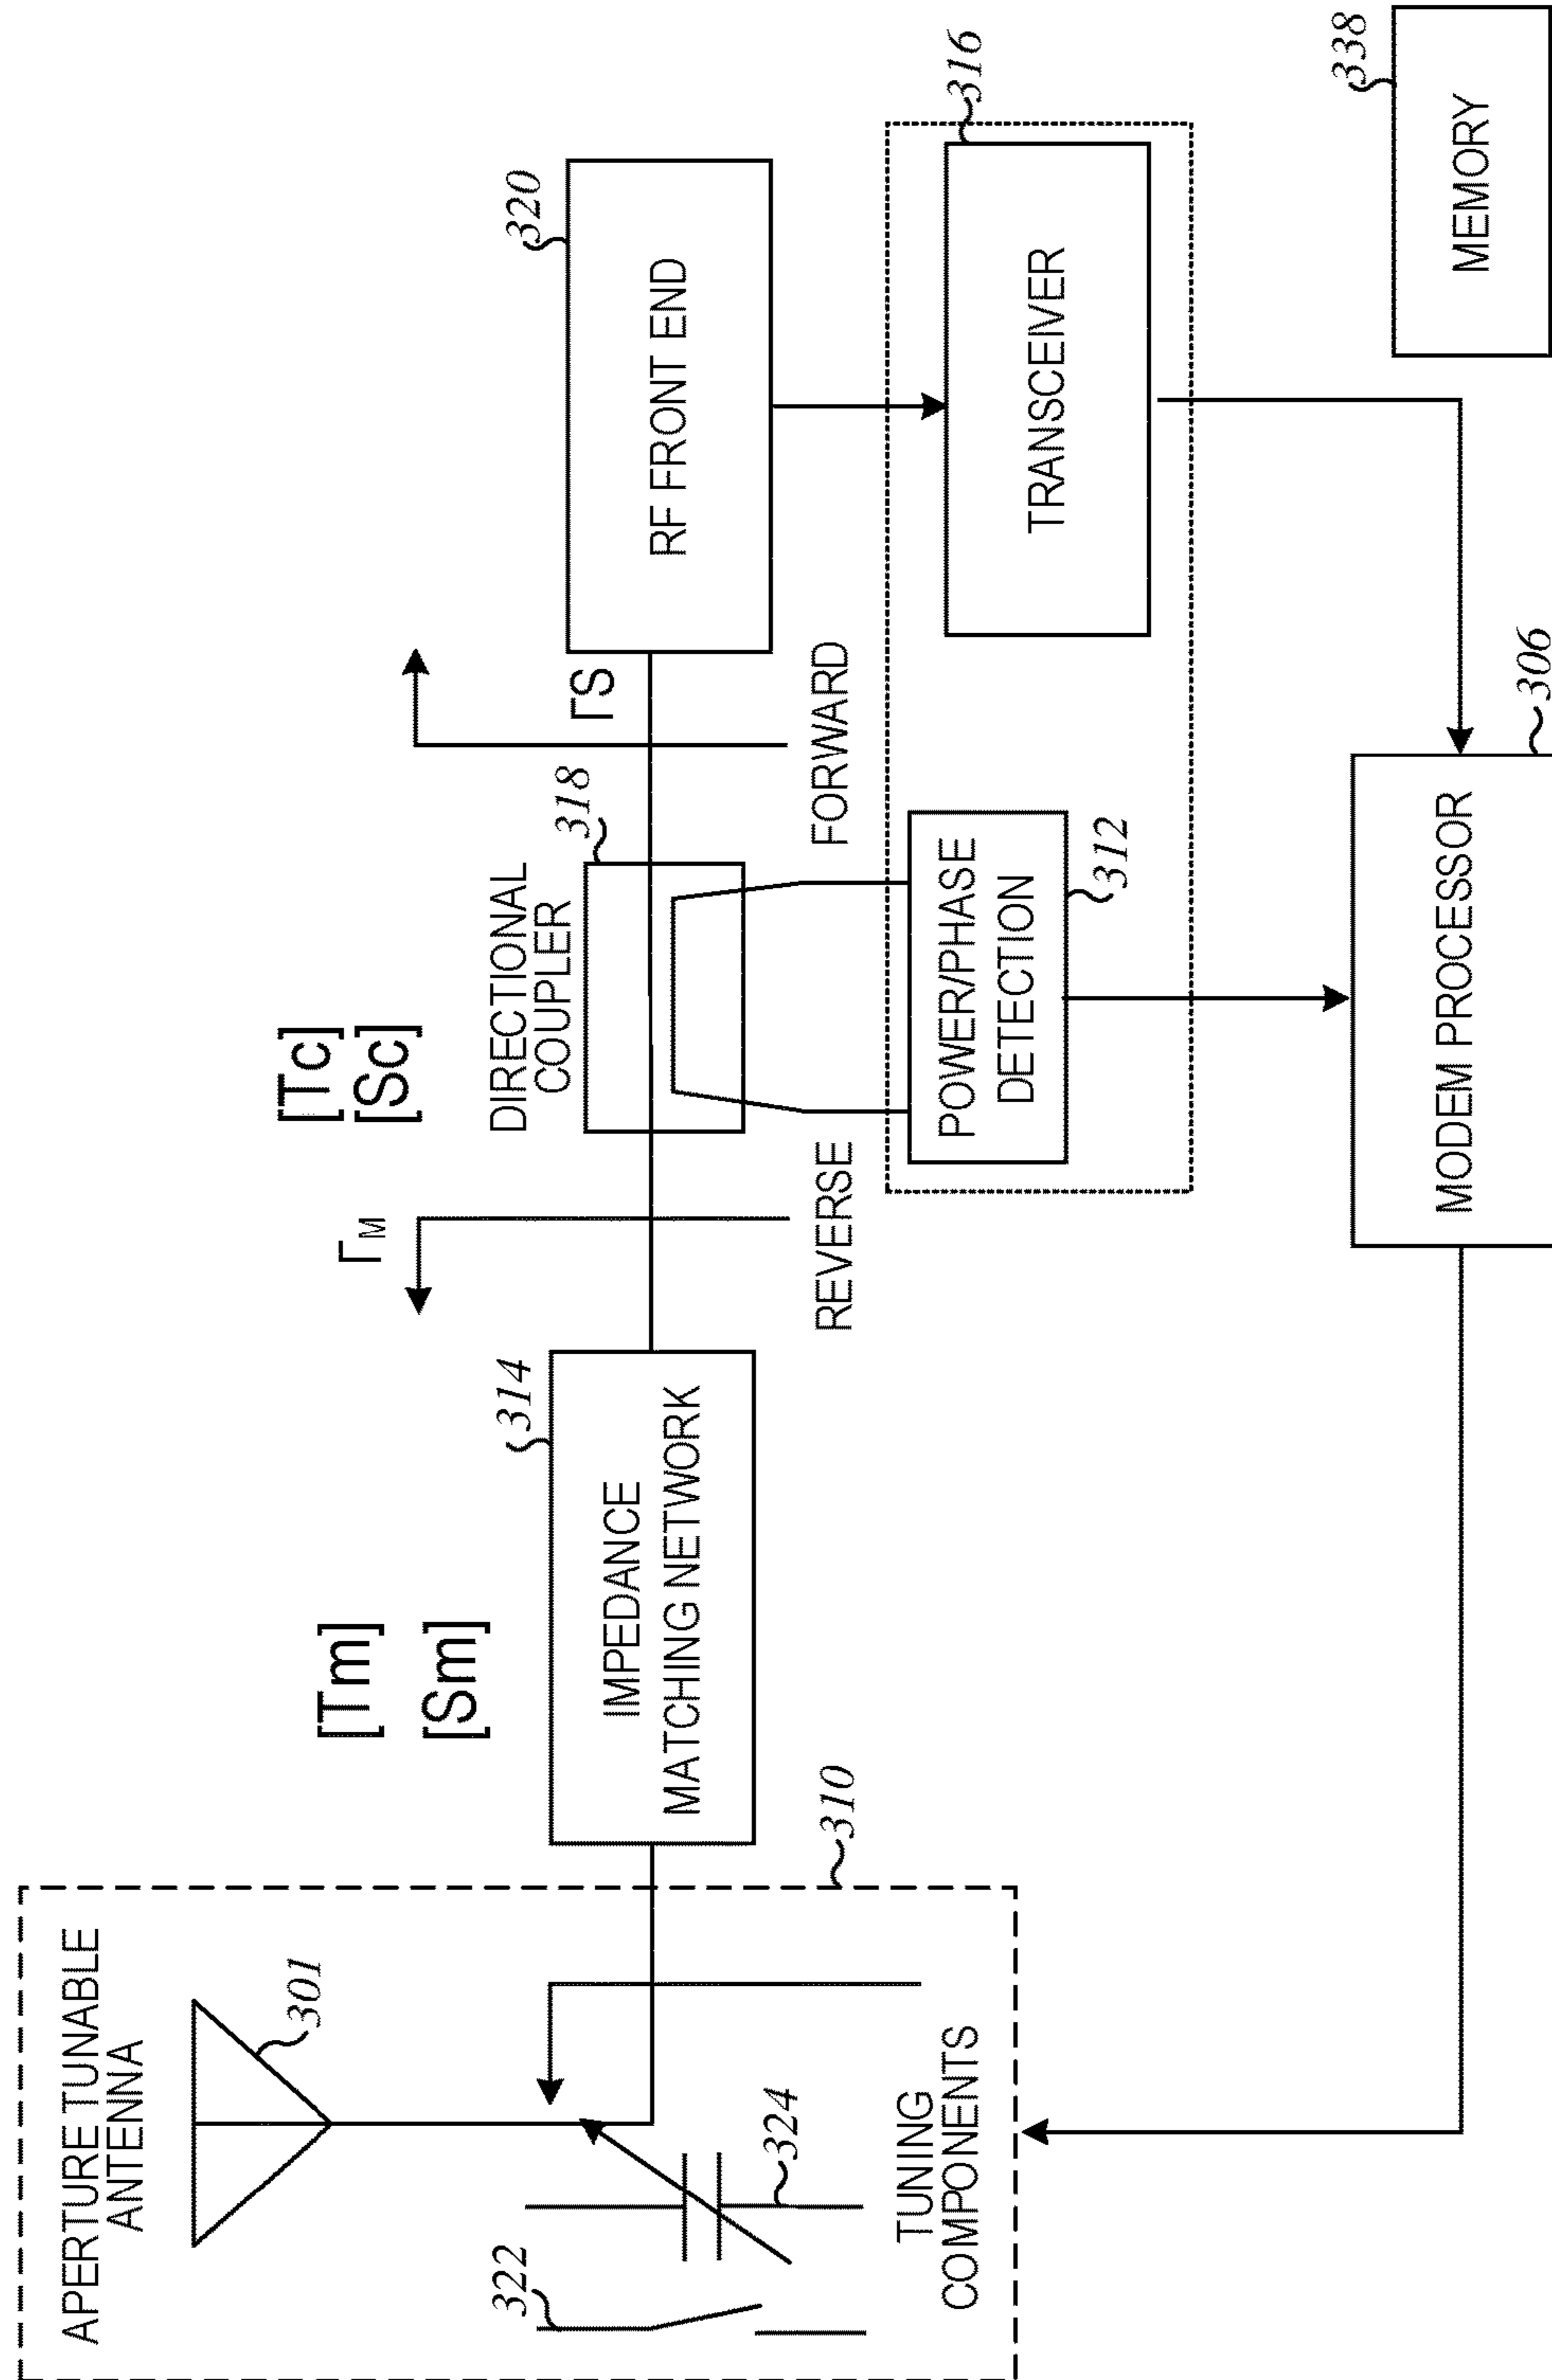 APERTURE TUNABLE
ANTENNA
301
322
324
TUNING
COMPONENTS
310
[Tm]
[Sm]
314
IMPEDANCE
MATCHING NETWORK
ΓM
REVERSE
[Tc]
[Sc]
DIRECTIONAL
COUPLER
318
FORWARD
ΓS
320
RF FRONT END
POWER/PHASE
DETECTION
312
316
TRANSCEIVER
MODEM PROCESSOR
306
338
MEMORY